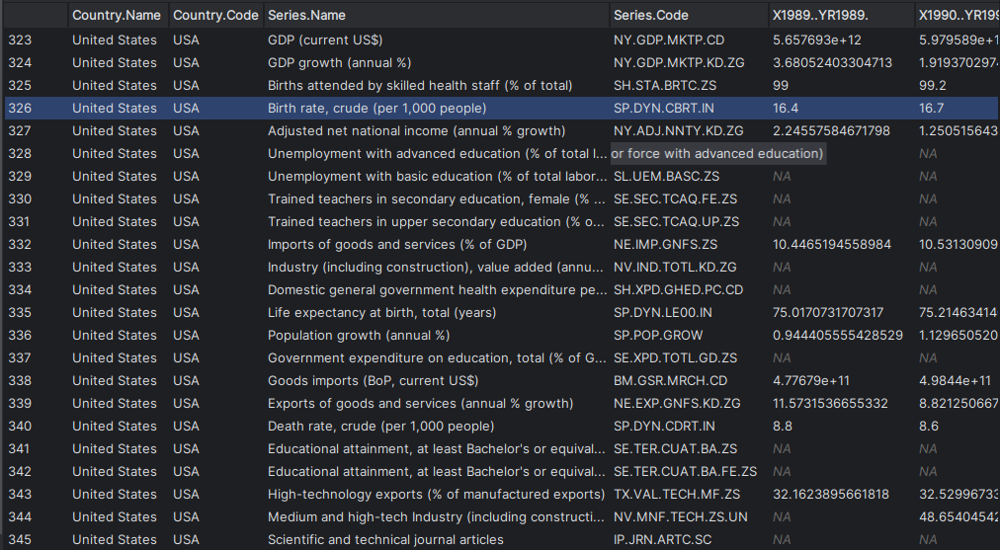 Country.Name Country.Code Series.Name Series.Code X1989..YR1989. X1990..YR199
323 United States USA GDP (current US$) NY.GDP.MKTP.CD 5.657693e+12 5.979589e+1
324 United States USA GDP growth (annual %) NY.GDP.MKTP.KD.ZG 3.68052403304713 1.919370297
325 United States USA Births attended by skilled health staff (% of total) SH.STA.BRTC.ZS 99 99.2
326 United States USA Birth rate, crude (per 1,000 people) SP.DYN.CBRT.IN 16.4 16.7
327 United States USA Adjusted net national income (annual % growth) NY.ADJ.NNTY.KD.ZG 2.24557584671798 1.250515643
328 United States USA Unemployment with advanced education (% of total l... or force with advanced education) NA
329 United States USA Unemployment with basic education (% of total labor... SL.UEM.BASC.ZS NA NA
330 United States USA Trained teachers in secondary education, female (% ... SE.SEC.TCAQ.FE.ZS NA NA
331 United States USA Trained teachers in upper secondary education (% o... SE.SEC.TCAQ.UP.ZS NA NA
332 United States USA Imports of goods and services (% of GDP) NE.IMP.GNFS.ZS 10.4465194558984 10.53130909
333 United States USA Industry (including construction), value added (annu... NV.IND.TOTL.KD.ZG NA NA
334 United States USA Domestic general government health expenditure pe... SH.XPD.GHED.PC.CD NA NA
335 United States USA Life expectancy at birth, total (years) SP.DYN.LE00.IN 75.0170731707317 75.21463414
336 United States USA Population growth (annual %) SP.POP.GROW 0.944405555428529 1.129650520
337 United States USA Government expenditure on education, total (% of G... SE.XPD.TOTL.GD.ZS NA NA
338 United States USA Goods imports (BoP, current US$) BM.GSR.MRCH.CD 4.77679e+11 4.9844e+11
339 United States USA Exports of goods and services (annual % growth) NE.EXP.GNFS.KD.ZG 11.5731536655332 8.821250667
340 United States USA Death rate, crude (per 1,000 people) SP.DYN.CDRT.IN 8.8 8.6
341 United States USA Educational attainment, at least Bachelor's or equival... SE.TER.CUAT.BA.ZS NA NA
342 United States USA Educational attainment, at least Bachelor's or equival... SE.TER.CUAT.BA.FE.ZS NA NA
343 United States USA High-technology exports (% of manufactured exports) TX.VAL.TECH.MF.ZS 32.1623895661818 32.52996733
344 United States USA Medium and high-tech Industry (including constructi... NV.MNF.TECH.ZS.UN NA 48.65404542
345 United States USA Scientific and technical journal articles IP.JRN.ARTC.SC NA NA